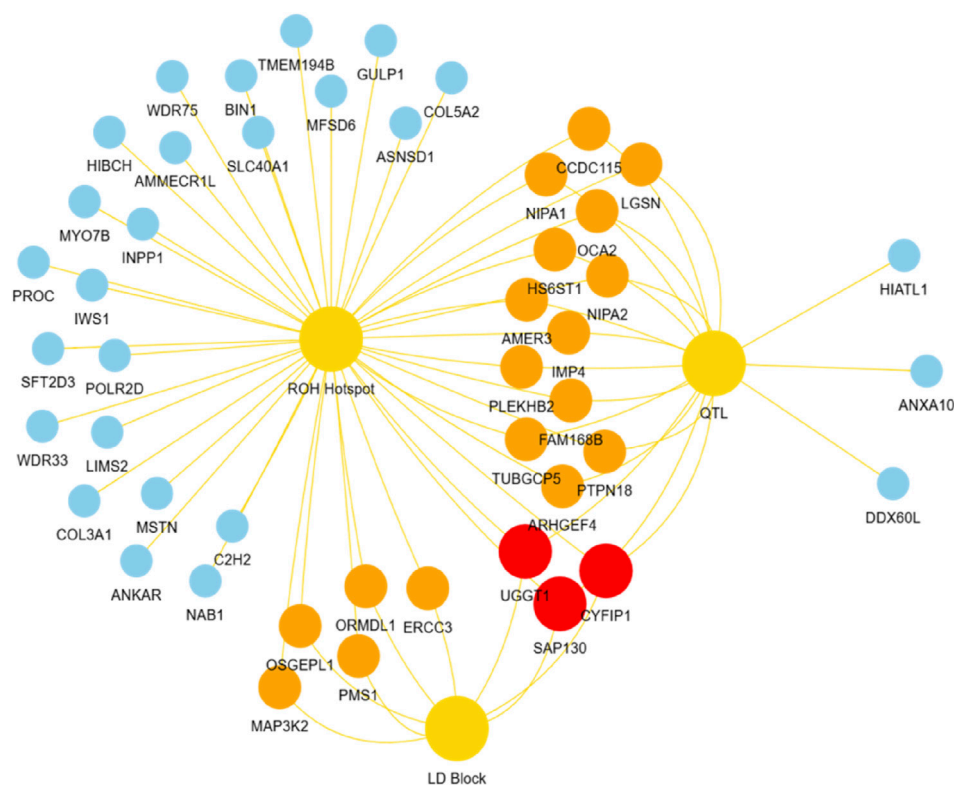 TMEM194B
GULP1
WDR75
BIN1
MFSD6
COL5A2
HIBCH
AMMECR1L
SLC40A1
ASNSD1
CCDC115
LGSN
NIPA1
MYO7B
INPP1
OCA2
PROC
IWS1
HS6ST1
NIPA2
HIATL1
AMER3
IMP4
SFT2D3
POLR2D
ROH Hotspot
PLEKHB2
QTL
ANXA10
FAM168B
WDR33
LIMS2
TUBGCP5
PTPN18
COL3A1
MSTN
ARHGEF4
DDX60L
C2H2
ANKAR
NAB1
UGGT1
CYFIP1
ORMDL1
ERCC3
SAP130
OSGEPL1
PMS1
MAP3K2
LD Block